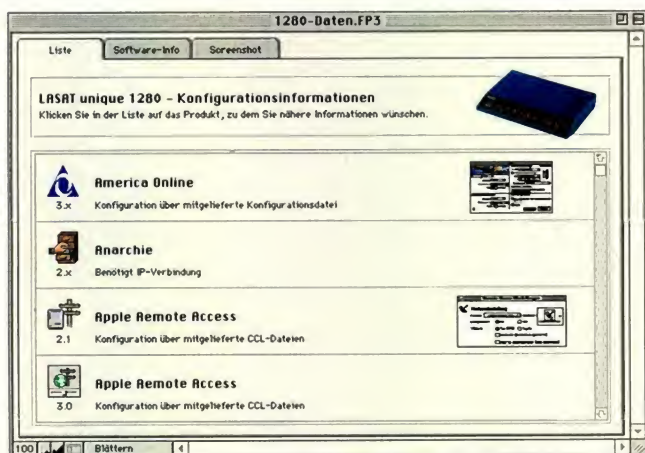 1280-Daten.FP3
Liste
Software-Info
Screenshot
LASAT unique 1280 - Konfigurationsinformationen
Klicken Sie in der Liste auf das Produkt, zu dem Sie nähere Informationen wünschen.
America Online
3.x
Konfiguration über mitgelieferte Konfigurationsdatei
Anarchie
2.x
Benötigt IP-Verbindung
Apple Remote Access
2.1
Konfiguration über mitgelieferte CCL-Dateien
Apple Remote Access
3.0
Konfiguration über mitgelieferte CCL-Dateien
100
Blättern